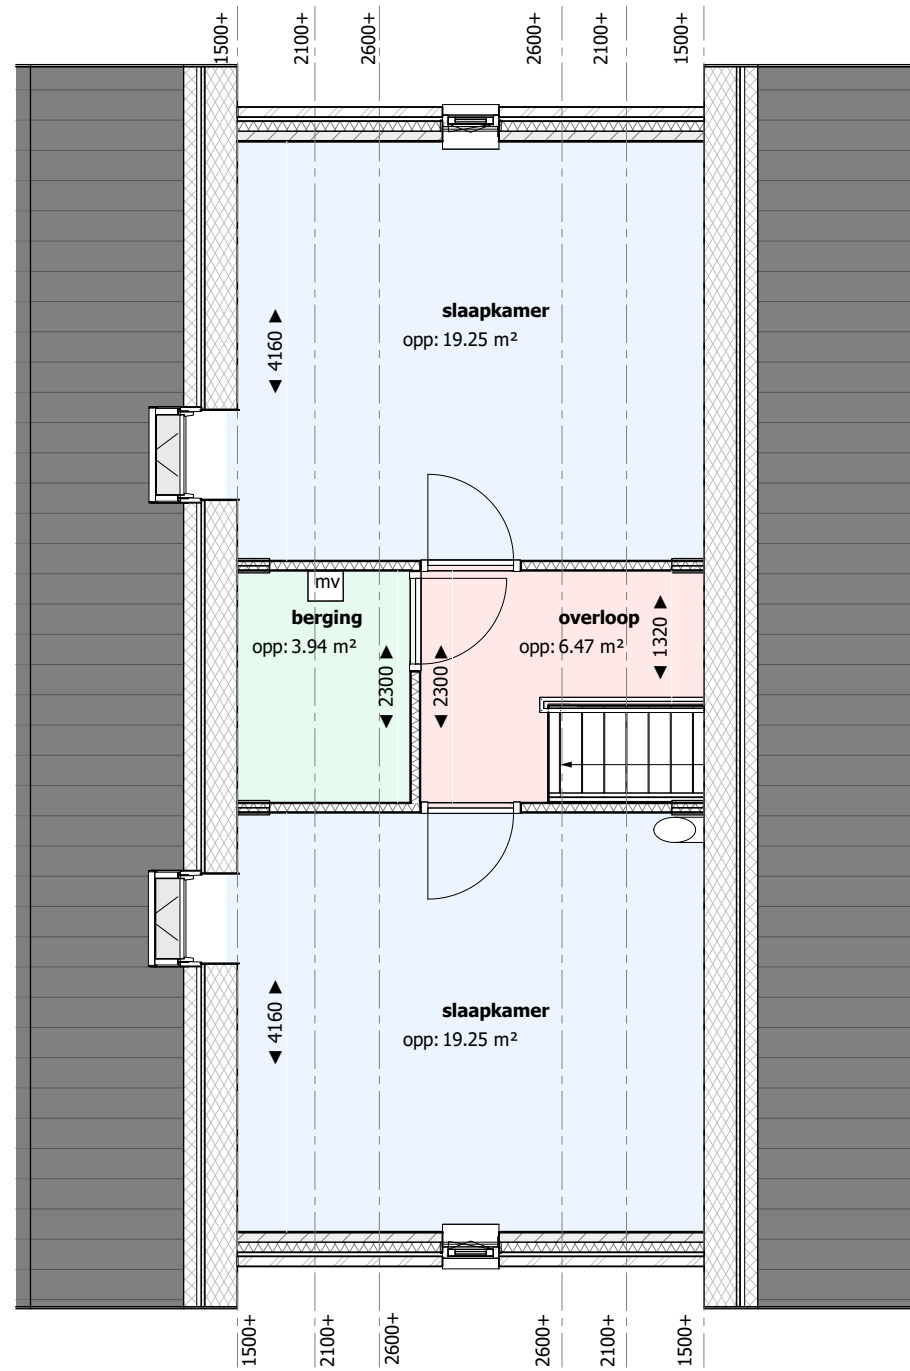 1500+
2100+
2600+
2600+
2100+
1500+
slaapkamer
opp: 19.25 m²
◄ 4160 ►
mv
berging
opp: 3.94 m²
◄ 2300 ►
◄ 2300 ►
overloop
opp: 6.47 m²
◄ 1320 ►
slaapkamer
opp: 19.25 m²
◄ 4160 ►
1500+
2100+
2600+
2600+
2100+
1500+